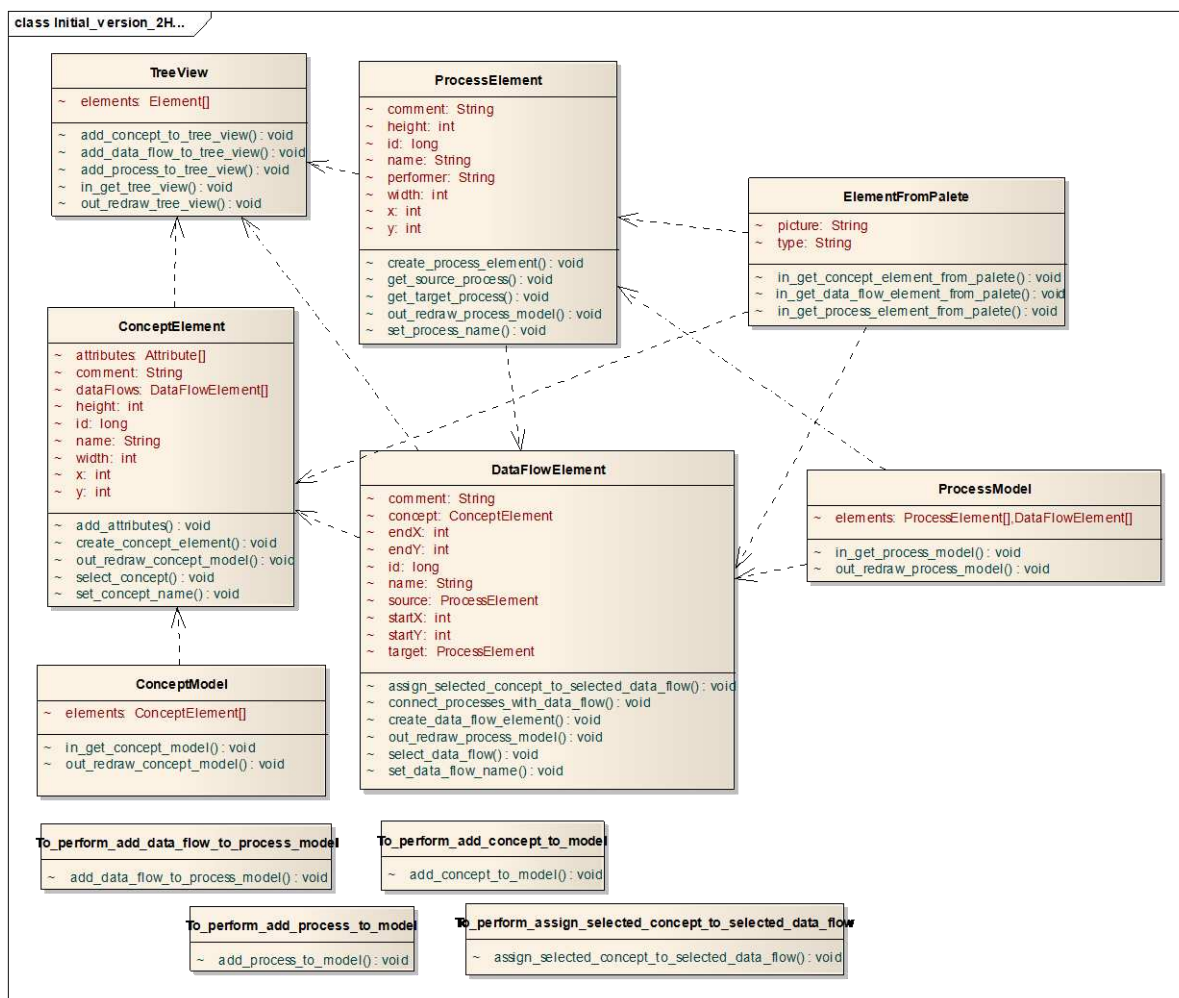 class Initial_version_2H...
TreeView
~ elements: Element[]
~ add_concept_to_tree_view() : void
~ add_data_flow_to_tree_view() : void
~ add_process_to_tree_view() : void
~ in_get_tree_view() : void
~ out_redraw_tree_view() : void
ProcessElement
~ comment: String
~ height: int
~ id: long
~ name: String
~ performer: String
~ width: int
~ x: int
~ y: int
~ create_process_element() : void
~ get_source_process() : void
~ get_target_process() : void
~ out_redraw_process_model() : void
~ set_process_name() : void
ElementFromPalete
~ picture: String
~ type: String
~ in_get_concept_element_from_palete() : void
~ in_get_data_flow_element_from_palete() : void
~ in_get_process_element_from_palete() : void
ConceptElement
~ attributes: Attribute[]
~ comment: String
~ dataFlows: DataFlowElement[]
~ height: int
~ id: long
~ name: String
~ width: int
~ x: int
~ y: int
~ add_attributes() : void
~ create_concept_element() : void
~ out_redraw_concept_model() : void
~ select_concept() : void
~ set_concept_name() : void
DataFlowElement
~ comment: String
~ concept: ConceptElement
~ endX: int
~ endY: int
~ id: long
~ name: String
~ source: ProcessElement
~ startX: int
~ startY: int
~ target: ProcessElement
~ assign_selected_concept_to_selected_data_flow() : void
~ connect_processes_with_data_flow() : void
~ create_data_flow_element() : void
~ out_redraw_process_model() : void
~ select_data_flow() : void
~ set_data_flow_name() : void
ProcessModel
~ elements: ProcessElement[],DataFlowElement[]
~ in_get_process_model() : void
~ out_redraw_process_model() : void
ConceptModel
~ elements: ConceptElement[]
~ in_get_concept_model() : void
~ out_redraw_concept_model() : void
To_perform_add_data_flow_to_process_model
~ add_data_flow_to_process_model() : void
To_perform_add_concept_to_model
~ add_concept_to_model() : void
To_perform_add_process_to_model
~ add_process_to_model() : void
To_perform_assign_selected_concept_to_selected_data_flow
~ assign_selected_concept_to_selected_data_flow() : void